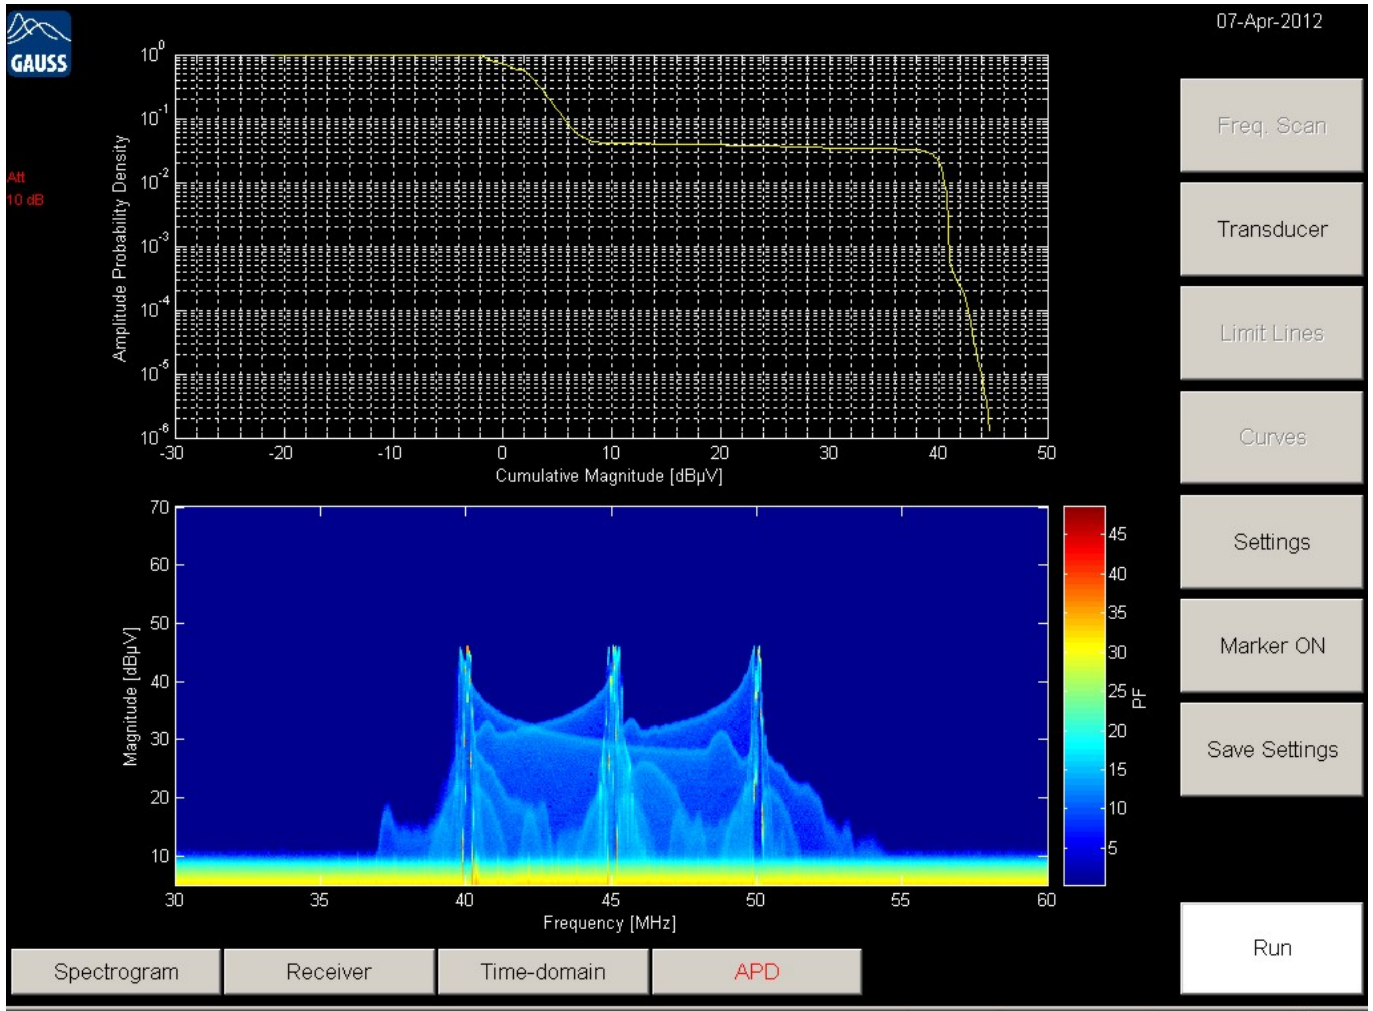 GAUSS
07-Apr-2012
Att
10 dB
Amplitude Probability Density
10^0
10^-1
10^-2
10^-3
10^-4
10^-5
10^-6
-30 -20 -10 0 10 20 30 40 50
Cumulative Magnitude [dBµV]
Magnitude [dBµV]
70
60
50
40
30
20
10
30 35 40 45 50 55 60
Frequency [MHz]
45
40
35
30
25
20
15
10
5
PF
Freq. Scan
Transducer
Limit Lines
Curves
Settings
Marker ON
Save Settings
Run
Spectrogram Receiver Time-domain APD